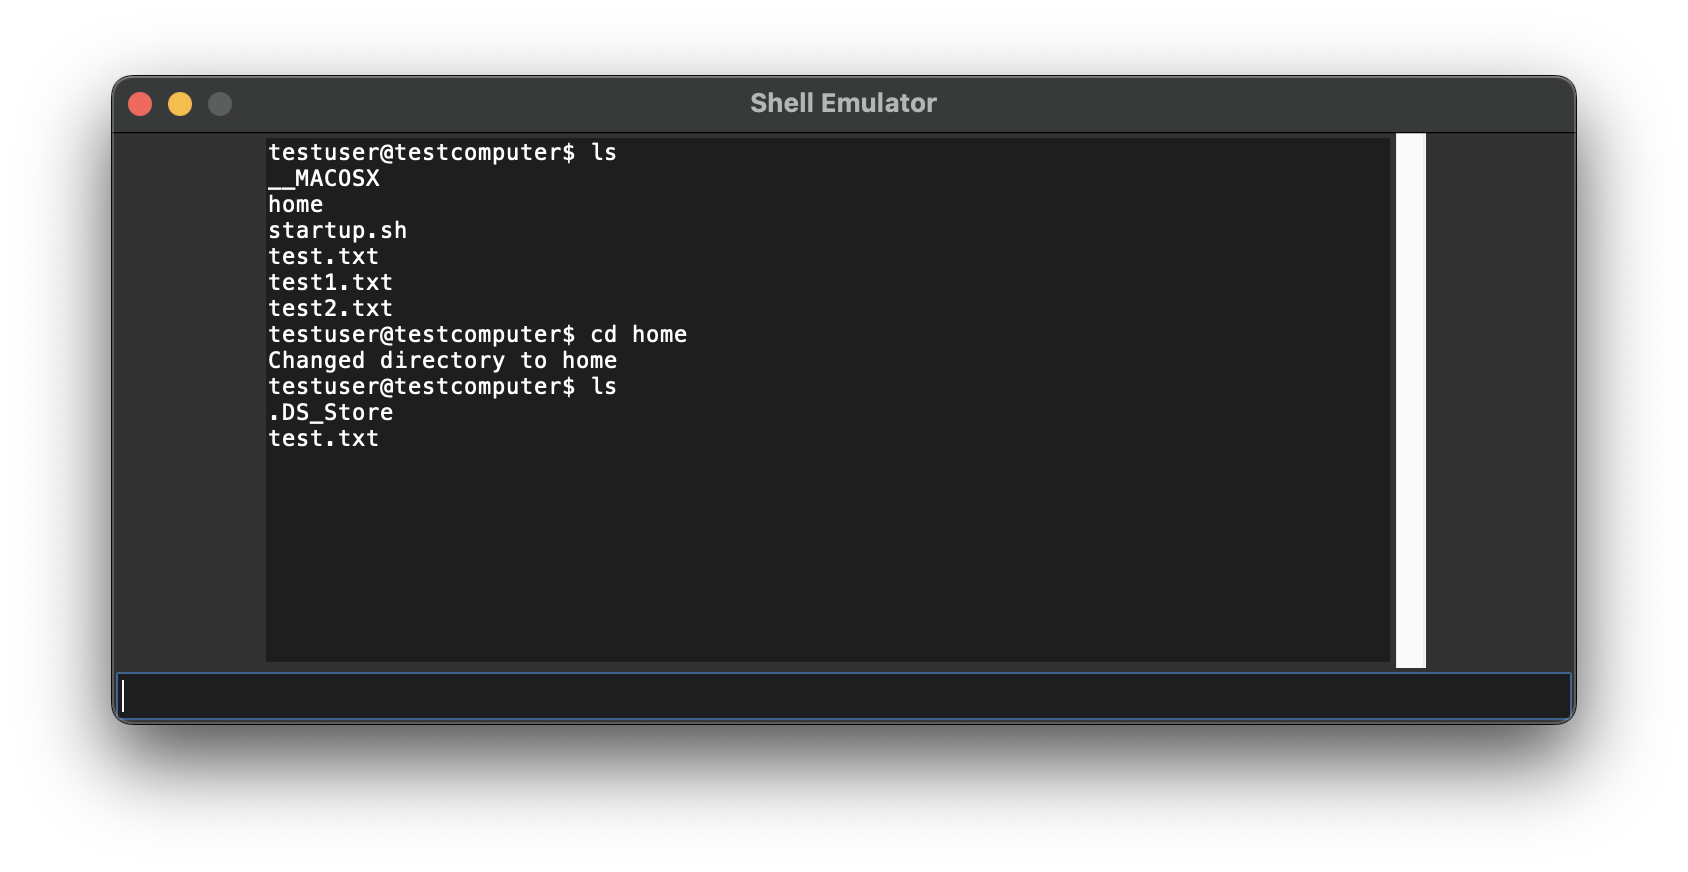 Shell Emulator
testuser@testcomputer$ ls
__MACOSX
home
startup.sh
test.txt
test1.txt
test2.txt
testuser@testcomputer$ cd home
Changed directory to home
testuser@testcomputer$ ls
.DS_Store
test.txt